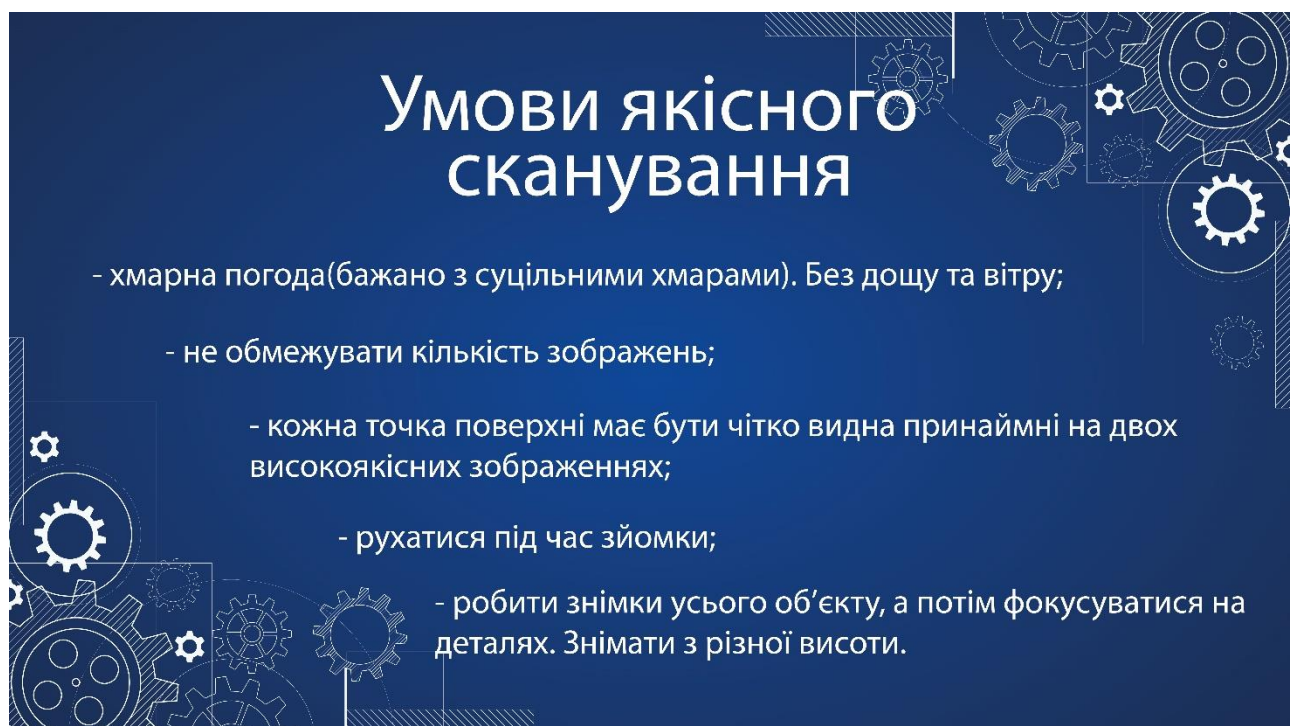 Умови якісного
сканування
- хмарна погода(бажано з суцільними хмарами). Без дощу та вітру;
- не обмежувати кількість зображень;
- кожна точка поверхні має бути чітко видна принаймні на двох
високоякісних зображеннях;
- рухатися під час зйомки;
- робити знімки усього об’єкту, а потім фокусуватися на
деталях. Знімати з різної висоти.